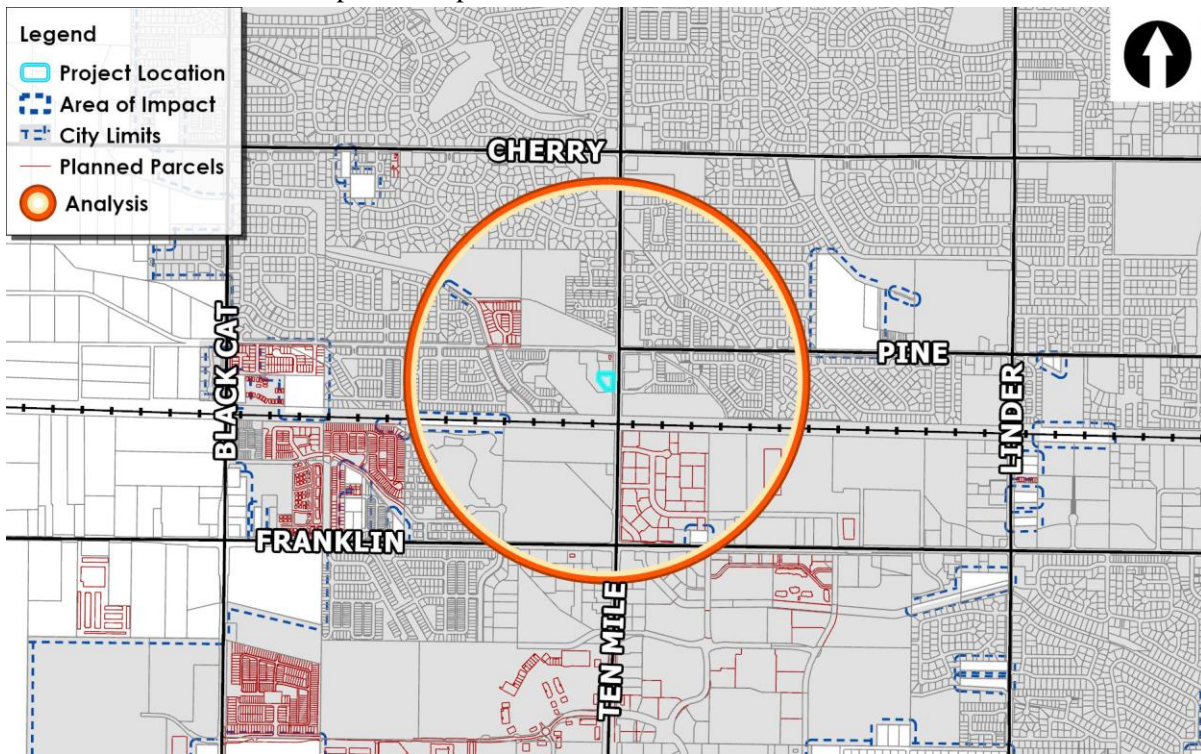 Legend
Project Location
Area of Impact
City Limits
Planned Parcels
Analysis
CHERRY
BLACK CAT
PINE
LINDER
FRANKLIN
TEN MILE